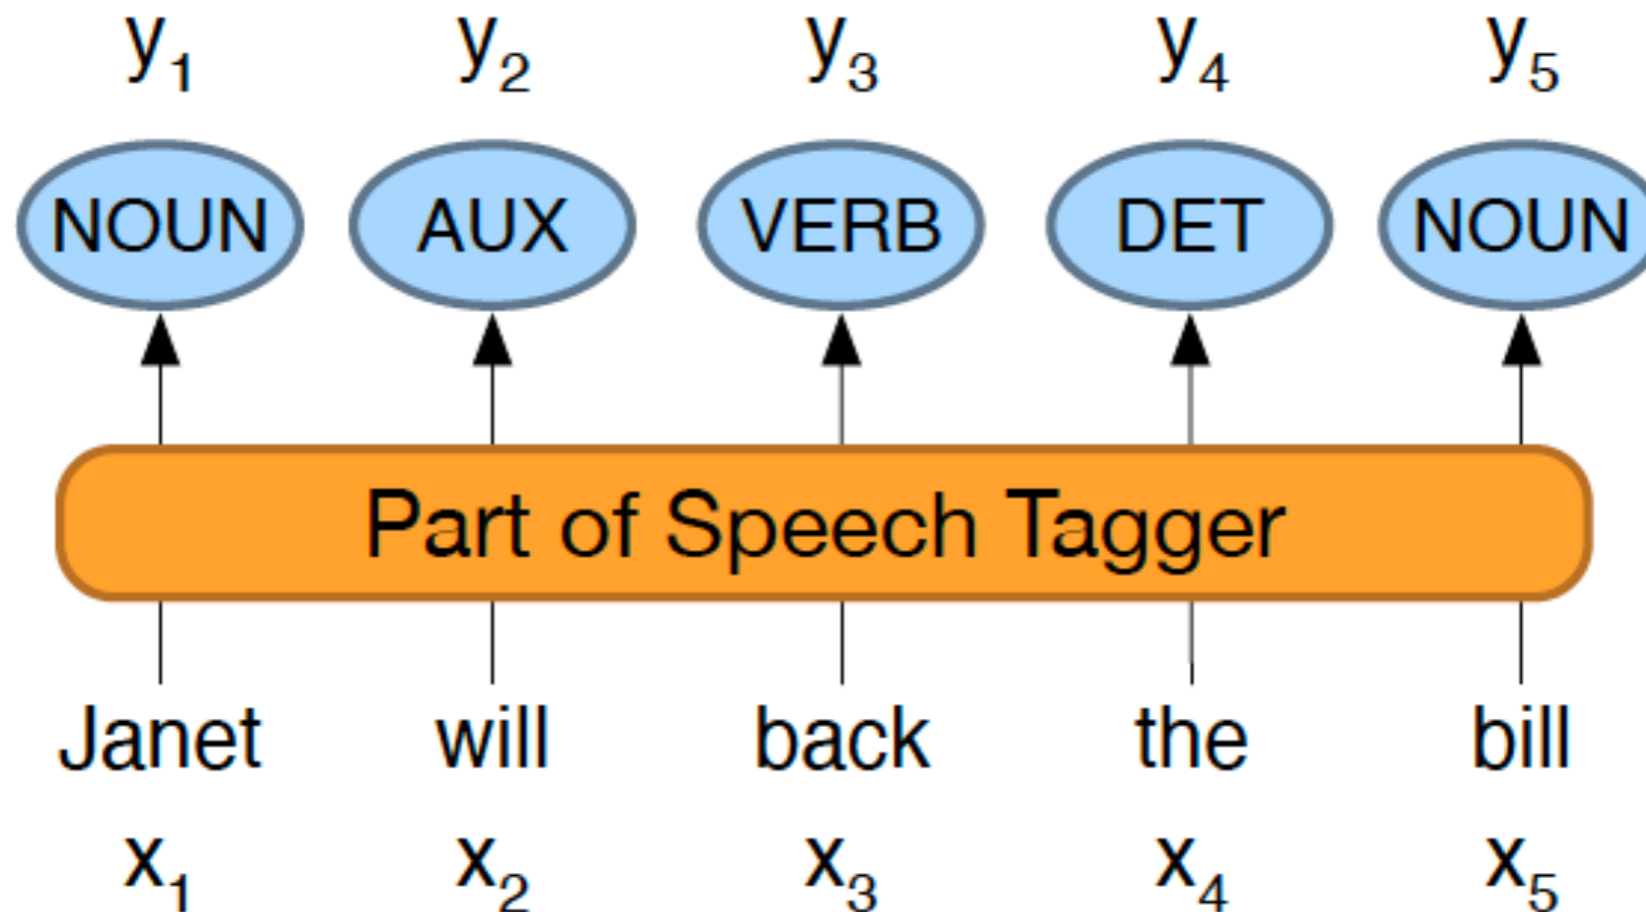 y1 y2 y3 y4 y5
NOUN AUX VERB DET NOUN
Part of Speech Tagger
Janet will back the bill
x1 x2 x3 x4 x5